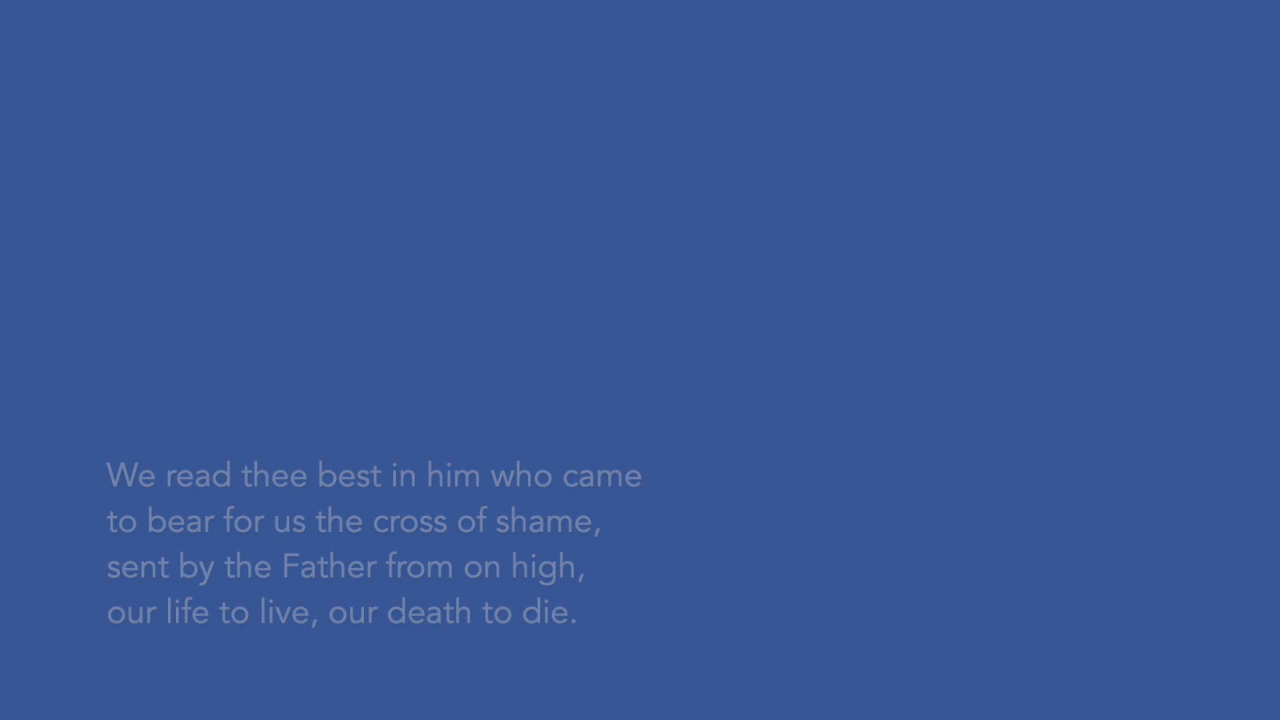 We read thee best in him who came
to bear for us the cross of shame,
sent by the Father from on high,
our life to live, our death to die.